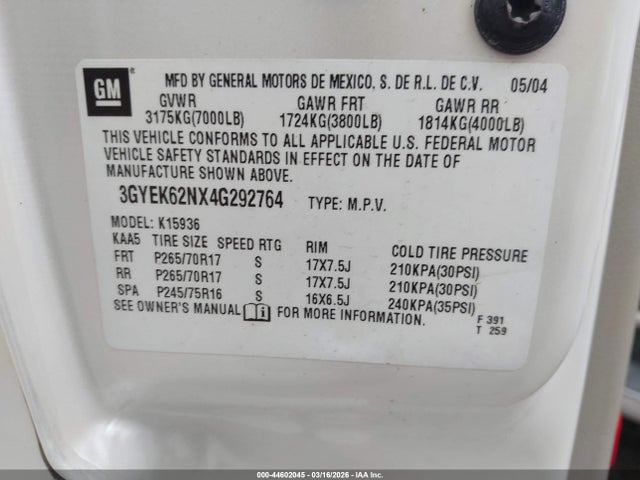 GM ® MFD BY GENERAL MOTORS DE MEXICO, S. DE R.L. DE C.V. 05/04
GVWR GAWR FRT GAWR RR
3175KG(7000LB) 1724KG(3800LB) 1814KG(4000LB)
THIS VEHICLE CONFORMS TO ALL APPLICABLE U.S. FEDERAL MOTOR
VEHICLE SAFETY STANDARDS IN EFFECT ON THE DATE OF
MANUFACTURE SHOWN ABOVE.
3GYEK62NX4G292764 TYPE: M.P.V.
MODEL: K15936
KAA5 TIRE SIZE SPEED RTG RIM COLD TIRE PRESSURE
FRT P265/70R17 S 17X7.5J 210KPA(30PSI)
RR P265/70R17 S 17X7.5J 210KPA(30PSI)
SPA P245/75R16 S 16X6.5J 240KPA(35PSI)
SEE OWNER'S MANUAL i FOR MORE INFORMATION.
F 391
T 259
000-44602045 - 03/16/2026 - IAA Inc.